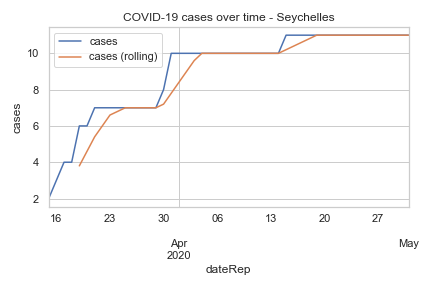 COVID-19 cases over time - Seychelles
cases
cases (rolling)
10
8
6
4
2
cases
16 23 30 06 13 20 27
Apr May
2020
dateRep